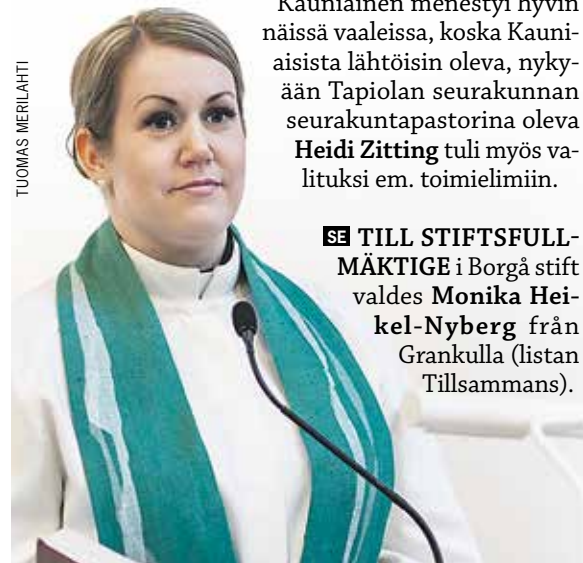 Kauniainen menestyi hyvin
näissä vaaleissa, koska Kauni-
aisista lähtöisin oleva, nyky-
ään Tapiolan seurakunnan
seurakuntapastorina oleva
Heidi Zitting tuli myös va-
lituksi em. toimielimiin.
SE TILL STIFTSFULL-
MÄKTIGE i Borgå stift
valdes Monika Hei-
kel-Nyberg från
Grankulla (listan
Tillsammans).
TUOMAS MERILAHTI